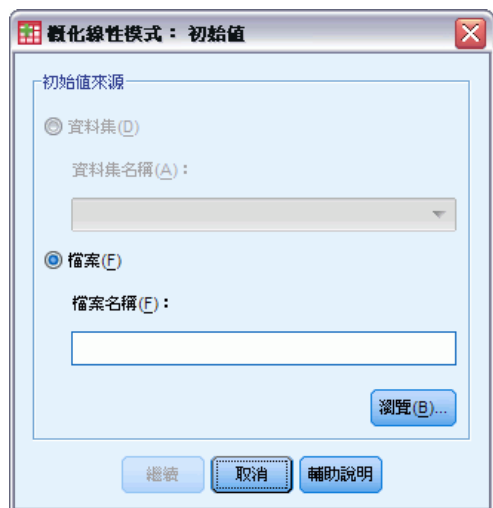 概化線性模式： 初始值
初始值來源
資料集(D)
資料集名稱(A)：
檔案(F)
檔案名稱(F)：
瀏覽(B)...
繼續 取消 輔助說明